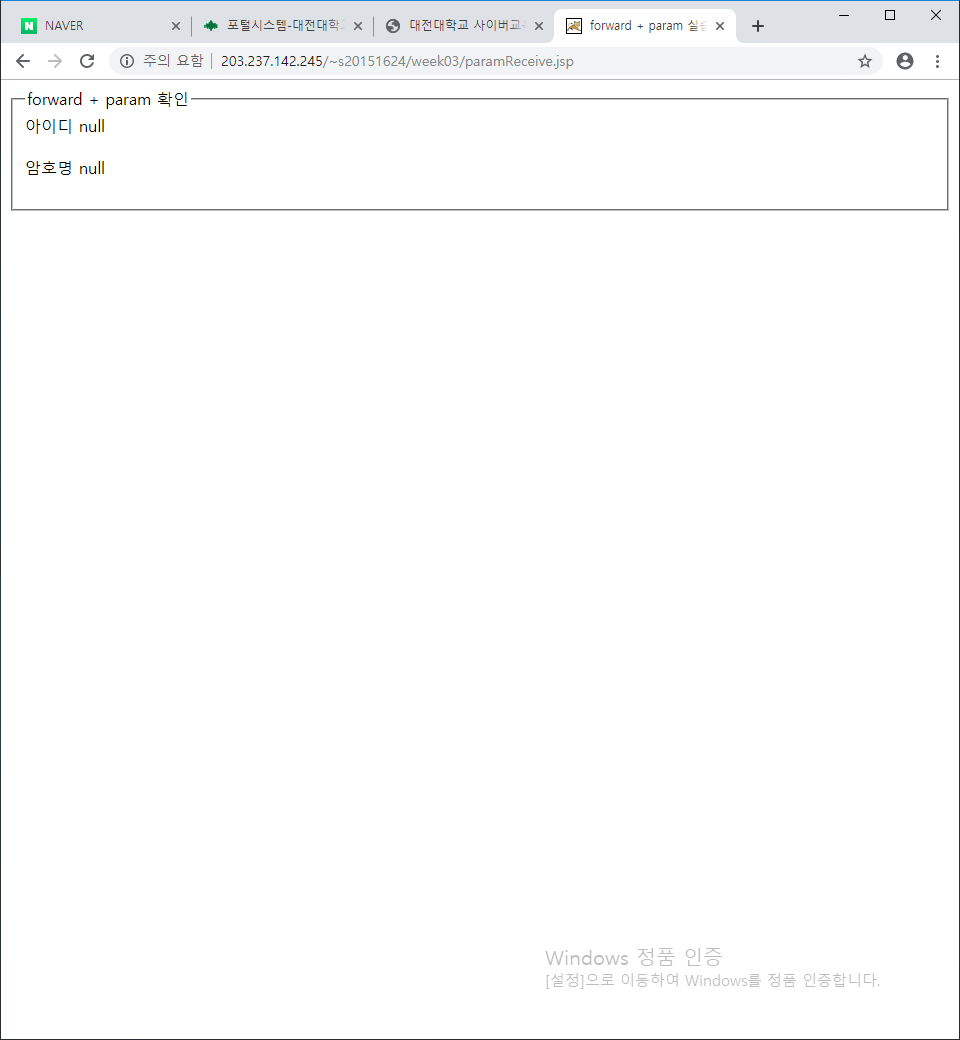 NAVER
포털시스템-대전대학
대전대학교 사이버교
forward + param 실습
주의 요함 | 203.237.142.245/~s20151624/week03/paramReceive.jsp
forward + param 확인
아이디 null
암호명 null
Windows 정품 인증
[설정]으로 이동하여 Windows를 정품 인증합니다.